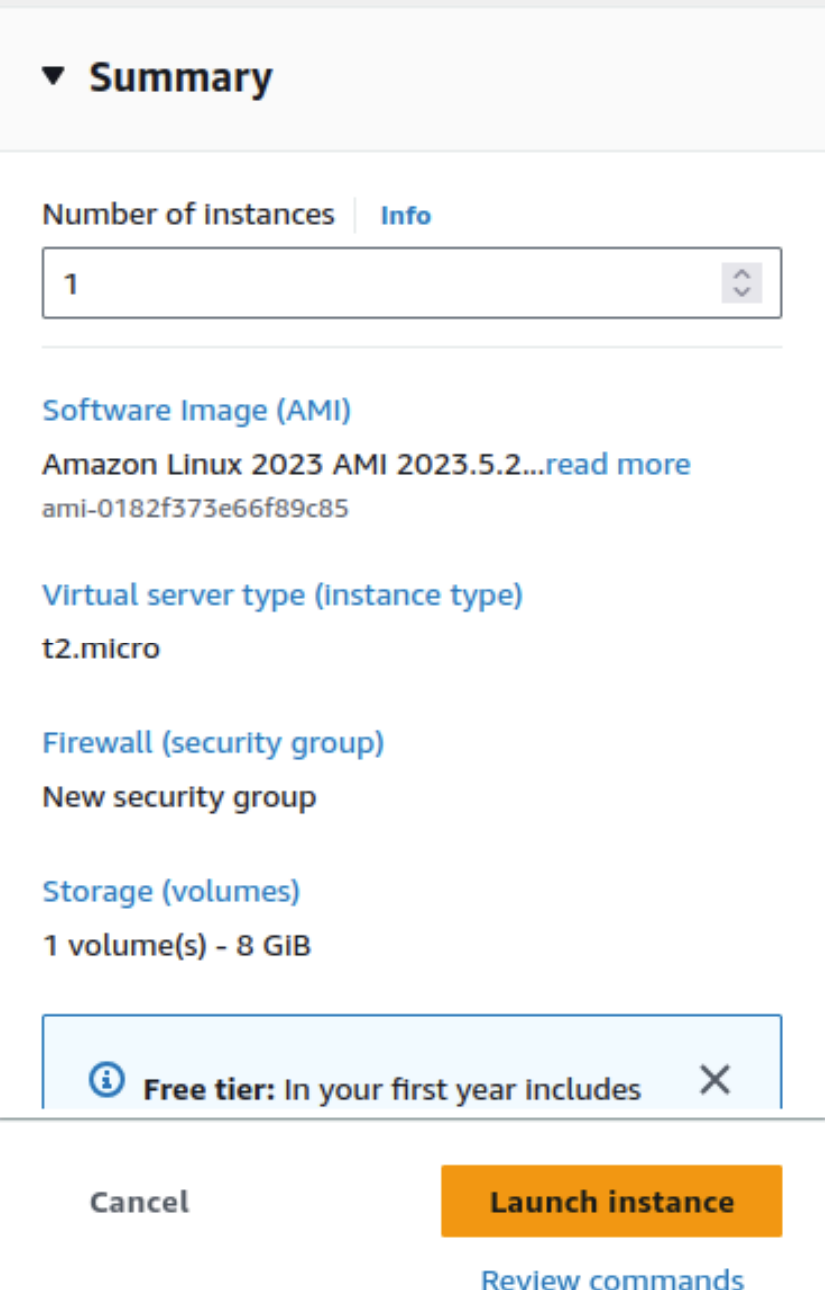 Summary
Number of instances Info
1
Software Image (AMI)
Amazon Linux 2023 AMI 2023.5.2...read more
ami-0182f373e66f89c85
Virtual server type (instance type)
t2.micro
Firewall (security group)
New security group
Storage (volumes)
1 volume(s) - 8 GiB
Free tier: In your first year includes
Cancel Launch instance
Review commands